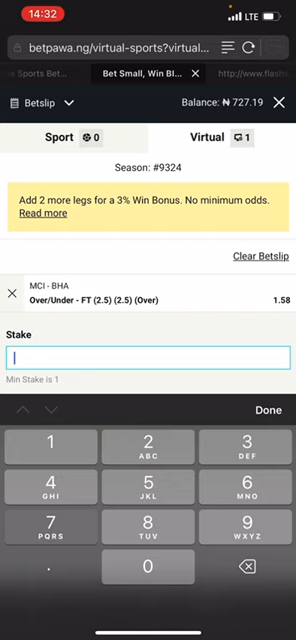 14:32
LTE
betpawa.ng/virtual-sports?virtual...
e Sports Bet...
Bet Small, Win BI...
http://www.flash
Betslip
Balance: ₦ 727.19
Sport 0
Virtual 1
Season: #9324
Add 2 more legs for a 3% Win Bonus. No minimum odds.
Read more
Clear Betslip
MCI - BHA
Over/Under - FT (2.5) (2.5) (Over) 1.58
Stake
Min Stake is 1
Done
1 2 3
ABC DEF
4 5 6
GHI JKL MNO
7 8 9
PQRS TUV WXYZ
. 0